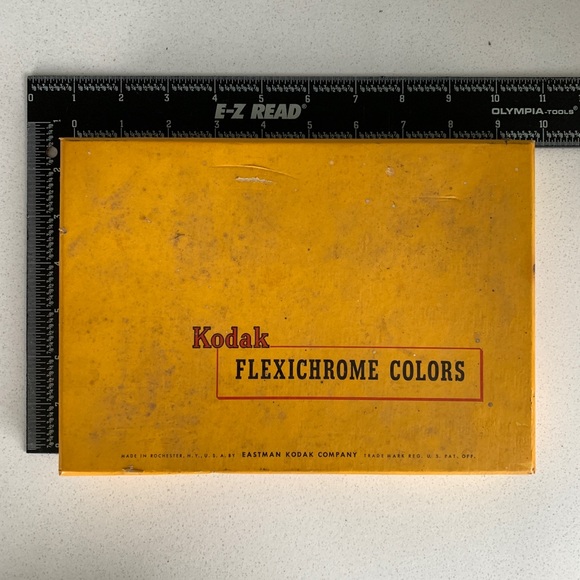 0 1 2 3 4 5 6 7 8 9 10 11
E-Z READ®
OLYMPIA-TOOLS®
0 2 3 4 5 6 7 8 9 10
Kodak
FLEXICHROME COLORS
MADE IN ROCHESTER, N. Y., U. S. A. BY EASTMAN KODAK COMPANY TRADE MARK REG. U. S. PAT. OFF.